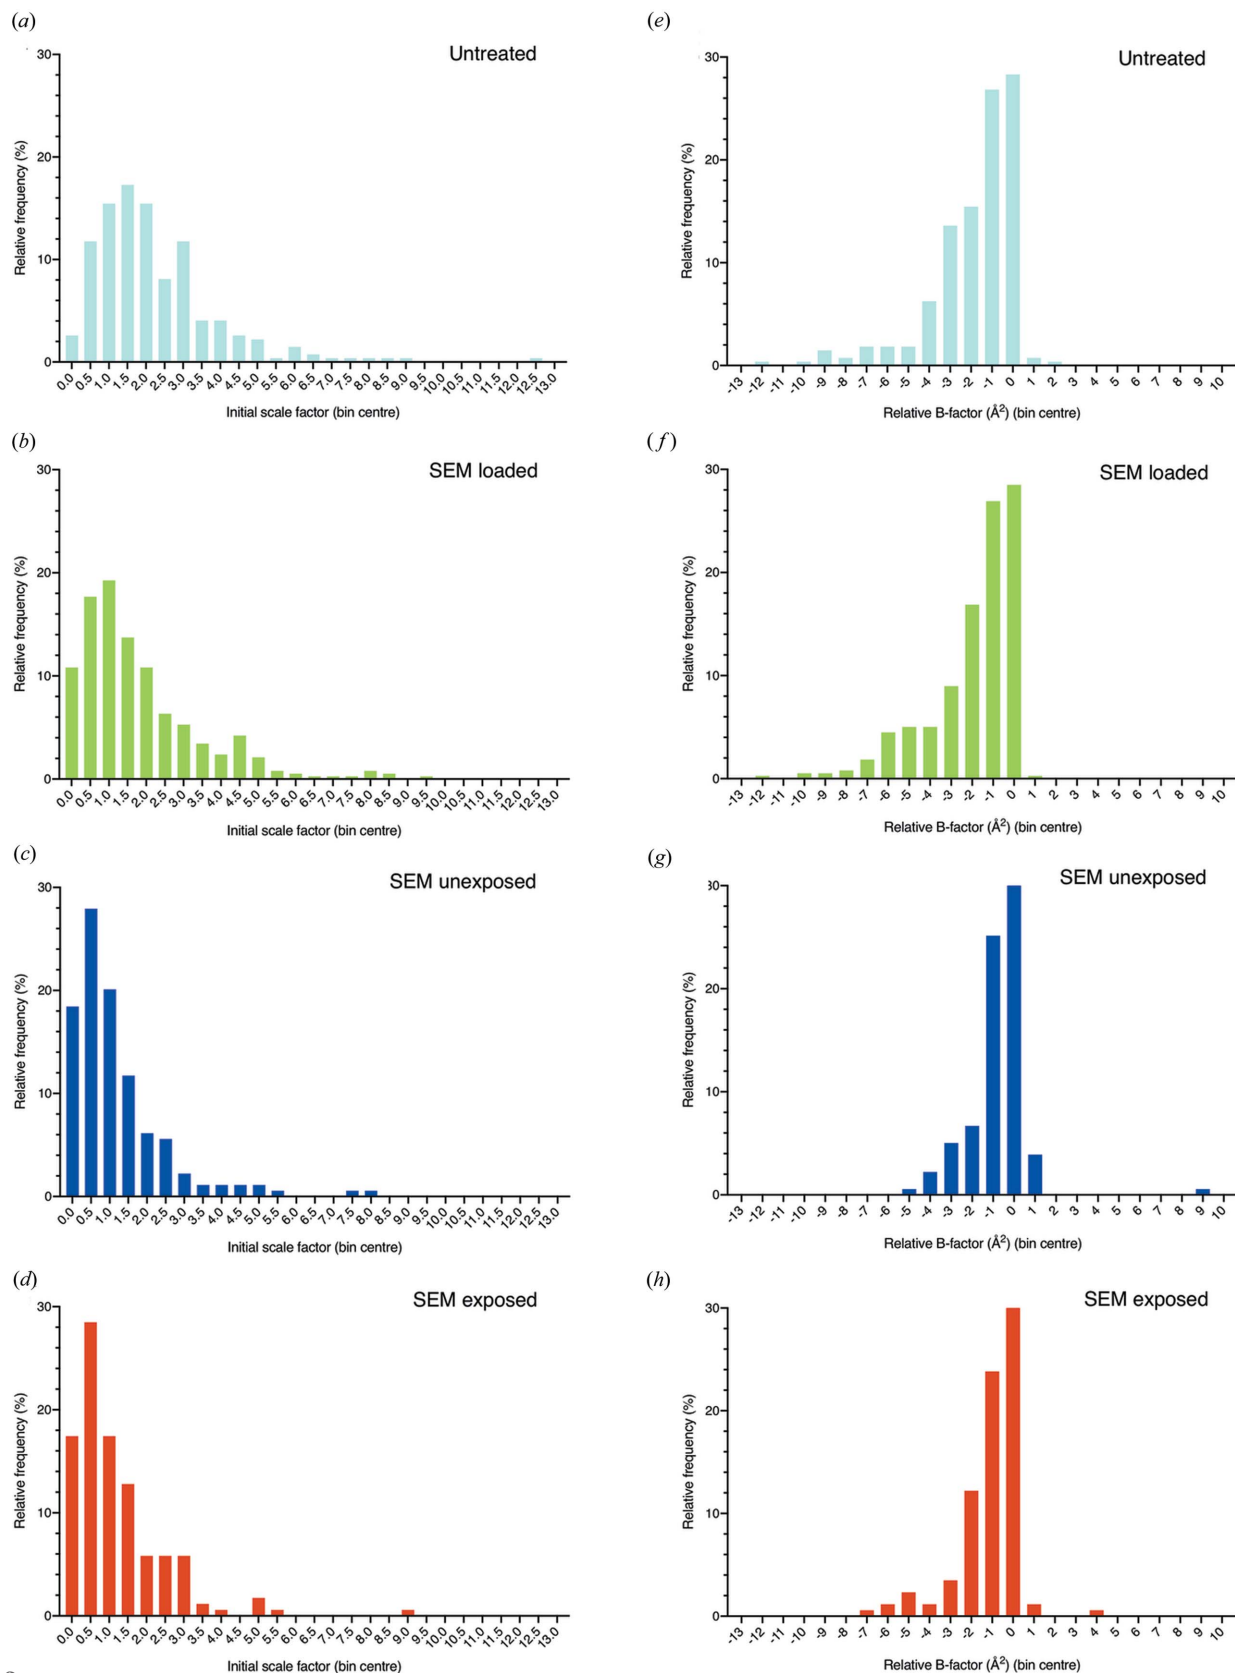 (a)
Untreated
Relative frequency (%)
30
20
10
0
0.0 0.5 1.0 1.5 2.0 2.5 3.0 3.5 4.0 4.5 5.0 5.5 6.0 6.5 7.0 7.5 8.0 8.5 9.0 9.5 10.0 10.5 11.0 11.5 12.0 12.5 13.0
Initial scale factor (bin centre)
(e)
Untreated
Relative frequency (%)
30
20
10
0
-13 -12 -11 -10 -9 -8 -7 -6 -5 -4 -3 -2 -1 0 1 2 3 4 5 6 7 8 9 10
Relative B-factor (Å²) (bin centre)
(b)
SEM loaded
Relative frequency (%)
30
20
10
0
0.0 0.5 1.0 1.5 2.0 2.5 3.0 3.5 4.0 4.5 5.0 5.5 6.0 6.5 7.0 7.5 8.0 8.5 9.0 9.5 10.0 10.5 11.0 11.5 12.0 12.5 13.0
Initial scale factor (bin centre)
(f)
SEM loaded
Relative frequency (%)
30
20
10
0
-13 -12 -11 -10 -9 -8 -7 -6 -5 -4 -3 -2 -1 0 1 2 3 4 5 6 7 8 9 10
Relative B-factor (Å²) (bin centre)
(c)
SEM unexposed
Relative frequency (%)
30
20
10
0
0.0 0.5 1.0 1.5 2.0 2.5 3.0 3.5 4.0 4.5 5.0 5.5 6.0 6.5 7.0 7.5 8.0 8.5 9.0 9.5 10.0 10.5 11.0 11.5 12.0 12.5 13.0
Initial scale factor (bin centre)
(g)
SEM unexposed
Relative frequency (%)
30
20
10
0
-13 -12 -11 -10 -9 -8 -7 -6 -5 -4 -3 -2 -1 0 1 2 3 4 5 6 7 8 9 10
Relative B-factor (Å²) (bin centre)
(d)
SEM exposed
Relative frequency (%)
30
20
10
0
0.0 0.5 1.0 1.5 2.0 2.5 3.0 3.5 4.0 4.5 5.0 5.5 6.0 6.5 7.0 7.5 8.0 8.5 9.0 9.5 10.0 10.5 11.0 11.5 12.0 12.5 13.0
Initial scale factor (bin centre)
(h)
SEM exposed
Relative frequency (%)
30
20
10
0
-13 -12 -11 -10 -9 -8 -7 -6 -5 -4 -3 -2 -1 0 1 2 3 4 5 6 7 8 9 10
Relative B-factor (Å²) (bin centre)